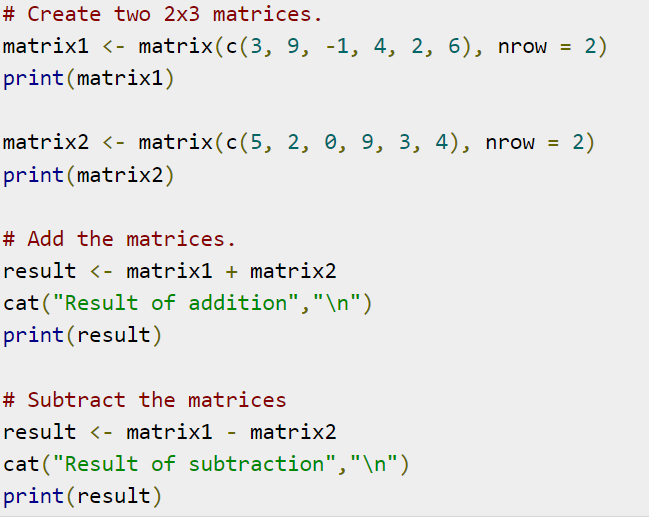 # Create two 2x3 matrices.
matrix1 <- matrix(c(3, 9, -1, 4, 2, 6), nrow = 2)
print(matrix1)

matrix2 <- matrix(c(5, 2, 0, 9, 3, 4), nrow = 2)
print(matrix2)

# Add the matrices.
result <- matrix1 + matrix2
cat("Result of addition","\n")
print(result)

# Subtract the matrices
result <- matrix1 - matrix2
cat("Result of subtraction","\n")
print(result)